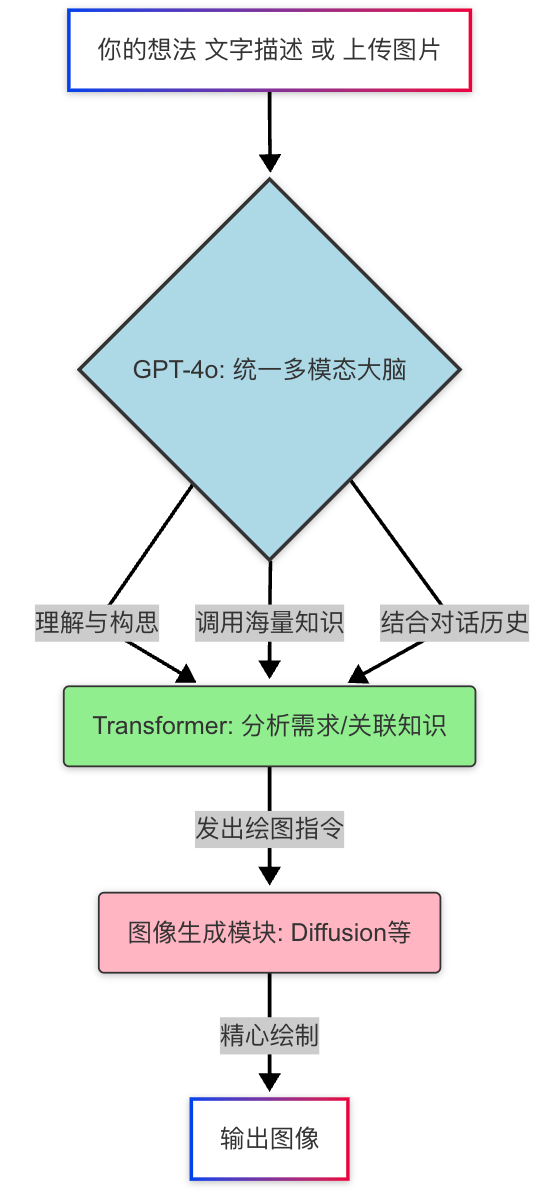 你的想法 文字描述 或 上传图片
GPT-4o: 统一多模态大脑
理解与构思
调用海量知识
结合对话历史
Transformer: 分析需求/关联知识
发出绘图指令
图像生成模块: Diffusion等
精心绘制
输出图像